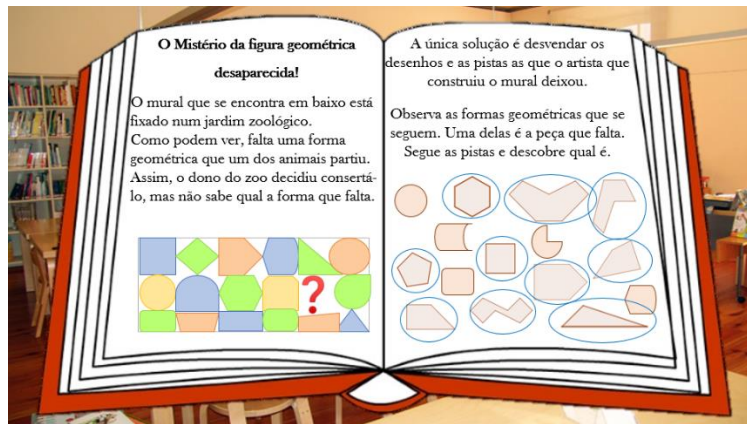 O Mistério da figura geométrica
desaparecida!
O mural que se encontra em baixo está
fixado num jardim zoológico.
Como podem ver, falta uma forma
geométrica que um dos animais partiu.
Assim, o dono do zoo decidiu consertá-
lo, mas não sabe qual a forma que falta.
?
A única solução é desvendar os
desenhos e as pistas as que o artista que
construiu o mural deixou.
Observa as formas geométricas que se
seguem. Uma delas é a peça que falta.
Segue as pistas e descobre qual é.